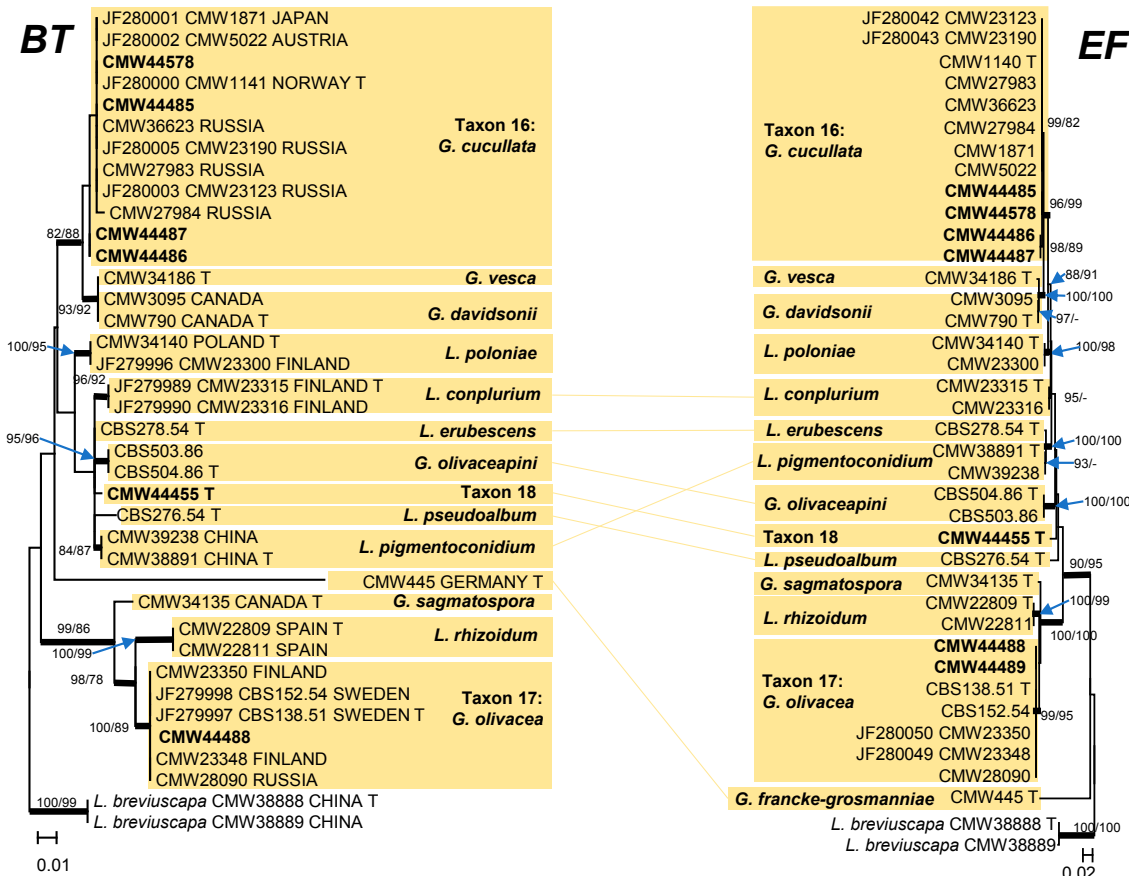 BT
JF280001 CMW1871 JAPAN
JF280002 CMW5022 AUSTRIA
CMW44578
JF280000 CMW1141 NORWAY T
CMW44485
CMW36623 RUSSIA
JF280005 CMW23190 RUSSIA
CMW27983 RUSSIA
JF280003 CMW23123 RUSSIA
CMW27984 RUSSIA
CMW44487
CMW44486
Taxon 16:
G. cucullata
CMW34186 T
G. vesca
CMW3095 CANADA
CMW790 CANADA T
G. davidsonii
CMW34140 POLAND T
JF279996 CMW23300 FINLAND
L. poloniae
JF279989 CMW23315 FINLAND T
JF279990 CMW23316 FINLAND
L. conplurium
CBS278.54 T
L. erubescens
CBS503.86
CBS504.86 T
G. olivaceapini
CMW44455 T
Taxon 18
CBS276.54 T
L. pseudoalbum
CMW39238 CHINA
CMW38891 CHINA T
L. pigmentoconidium
CMW445 GERMANY T
CMW34135 CANADA T
G. sagmatospora
CMW22809 SPAIN T
CMW22811 SPAIN
L. rhizoidum
CMW23350 FINLAND
JF279998 CBS152.54 SWEDEN
JF279997 CBS138.51 SWEDEN T
CMW44488
CMW23348 FINLAND
CMW28090 RUSSIA
Taxon 17:
G. olivacea
L. breviuscapa CMW38888 CHINA T
L. breviuscapa CMW38889 CHINA
82/88
93/92
100/95
96/92
95/96
84/87
99/86
100/99
98/78
100/89
100/99
0.01
EF
JF280042 CMW23123
JF280043 CMW23190
CMW1140 T
CMW27983
CMW36623
CMW27984
CMW1871
CMW5022
CMW44485
CMW44578
CMW44486
CMW44487
Taxon 16:
G. cucullata
G. vesca
CMW34186 T
G. davidsonii
CMW3095
CMW790 T
L. poloniae
CMW34140 T
CMW23300
L. conplurium
CMW23315 T
CMW23316
L. erubescens
CBS278.54 T
L. pigmentoconidium
CMW38891 T
CMW39238
G. olivaceapini
CBS504.86 T
CBS503.86
Taxon 18
CMW44455 T
L. pseudoalbum
CBS276.54 T
G. sagmatospora
CMW34135 T
L. rhizoidum
CMW22809 T
CMW22811
Taxon 17:
G. olivacea
CMW44488
CMW44489
CBS138.51 T
CBS152.54
JF280050 CMW23350
JF280049 CMW23348
CMW28090
G. francke-grosmanniae
CMW445 T
L. breviuscapa CMW38888 T
L. breviuscapa CMW38889
99/82
96/99
98/89
88/91
100/100
97/-
100/98
95/-
100/100
93/-
100/100
90/95
100/99
100/100
99/95
100/100
0.02